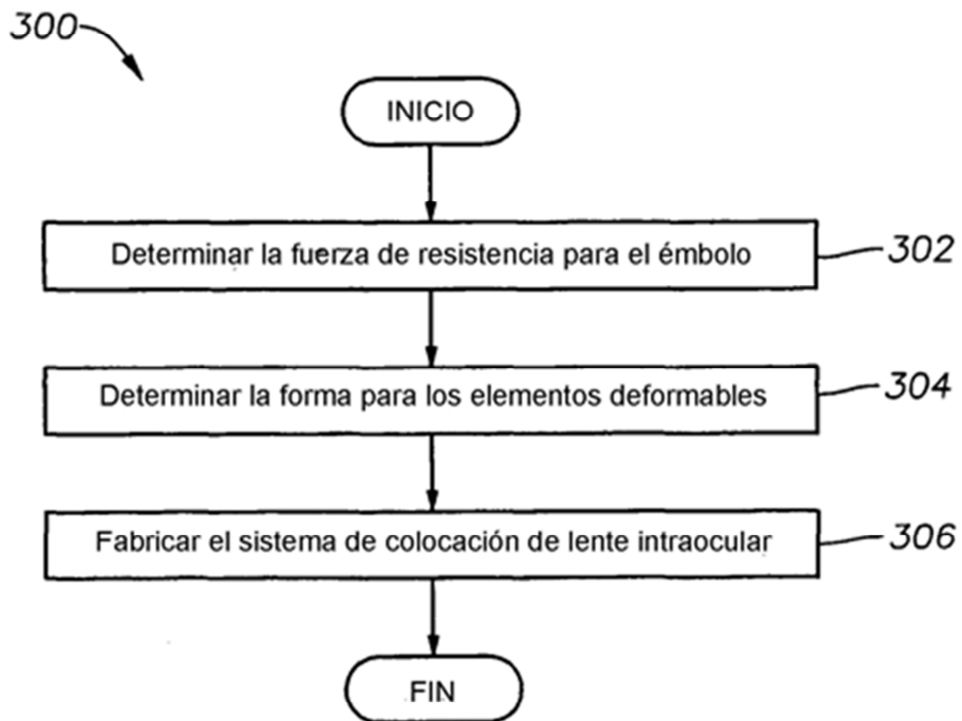 300
INICIO
Determinar la fuerza de resistencia para el émbolo
302
Determinar la forma para los elementos deformables
304
Fabricar el sistema de colocación de lente intraocular
306
FIN